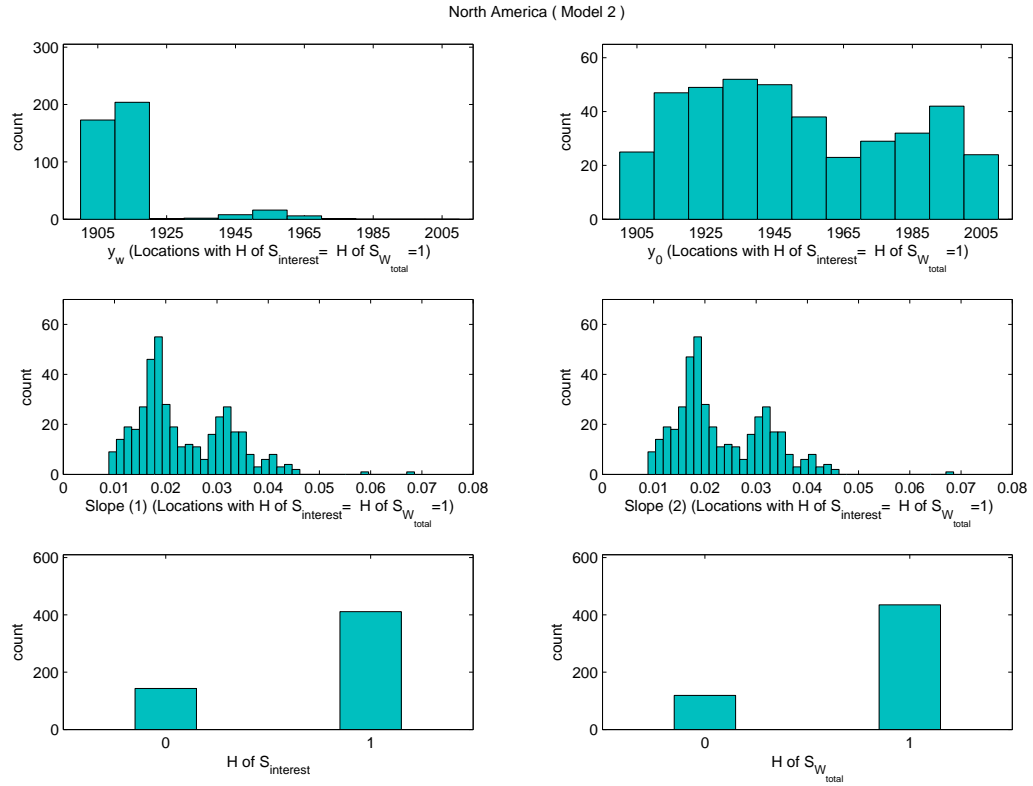 North America ( Model 2 )
300
200
100
0
count
1905 1925 1945 1965 1985 2005
y_w (Locations with H of S_interest= H of S_W_total =1)
60
40
20
0
count
1905 1925 1945 1965 1985 2005
y_0 (Locations with H of S_interest= H of S_W_total =1)
60
40
20
0
count
0 0.01 0.02 0.03 0.04 0.05 0.06 0.07 0.08
Slope (1) (Locations with H of S_interest= H of S_W_total =1)
60
40
20
0
count
0 0.01 0.02 0.03 0.04 0.05 0.06 0.07 0.08
Slope (2) (Locations with H of S_interest= H of S_W_total =1)
600
400
200
0
count
0 1
H of S_interest
600
400
200
0
count
0 1
H of S_W_total